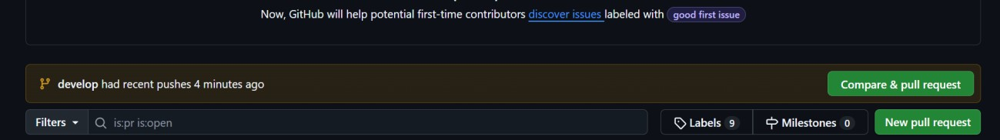 Now, GitHub will help potential first-time contributors discover issues labeled with good first issue
develop had recent pushes 4 minutes ago
Compare & pull request
Filters
is:pr is:open
Labels 9
Milestones 0
New pull request